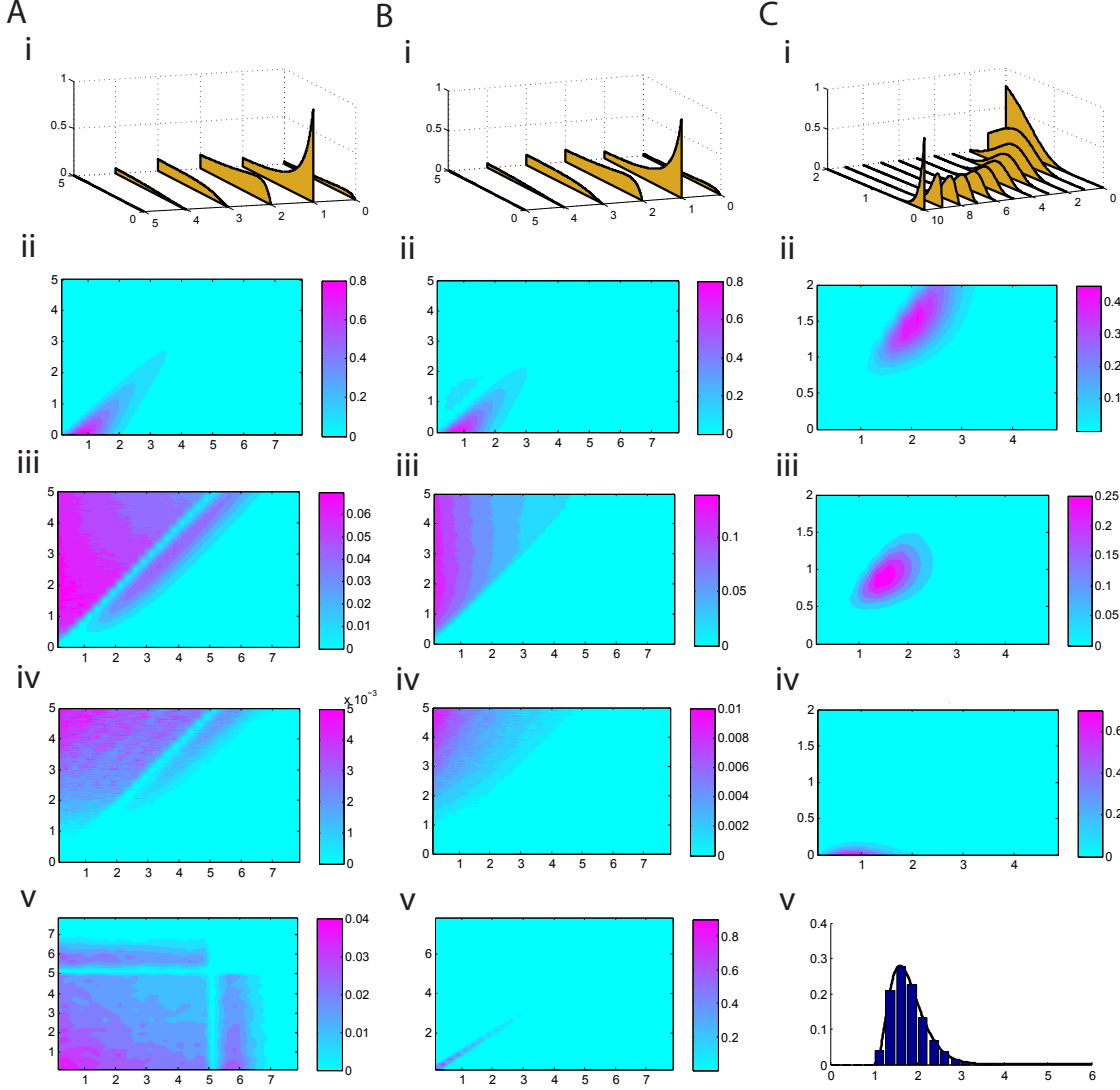 A B C
i i i
1 1 1
0.5 0.5 0.5
0 0 0
5 5 2
1
0 5 4 3 2 1 0
0 5 4 3 2 1 0
0 10 8 6 4 2 0
ii ii ii
5 4 3 2 1 0
1 2 3 4 5 6 7
0.8 0.6 0.4 0.2 0
5 4 3 2 1 0
1 2 3 4 5 6 7
0.8 0.6 0.4 0.2 0
2 1.5 1 0.5 0
1 2 3 4
0.4 0.3 0.2 0.1
iii iii iii
5 4 3 2 1 0
1 2 3 4 5 6 7
0.06 0.05 0.04 0.03 0.02 0.01 0
5 4 3 2 1 0
1 2 3 4 5 6 7
0.1 0.05 0
2 1.5 1 0.5 0
1 2 3 4
0.25 0.20 0.15 0.10 0.05 0
iv iv iv
5 4 3 2 1 0
1 2 3 4 5 6 7
x 10⁻³
5 4 3 2 1 0
5 4 3 2 1 0
1 2 3 4 5 6 7
0.01 0.008 0.006 0.004 0.002 0
2 1.5 1 0.5 0
1 2 3 4
0.6 0.4 0.2 0
v v v
7 6 5 4 3 2 1
1 2 3 4 5 6 7
0.04 0.03 0.02 0.01 0
6 4 2
1 2 3 4 5 6 7
0.8 0.6 0.4 0.2
0.4 0.3 0.2 0.1 0
0 1 2 3 4 5 6